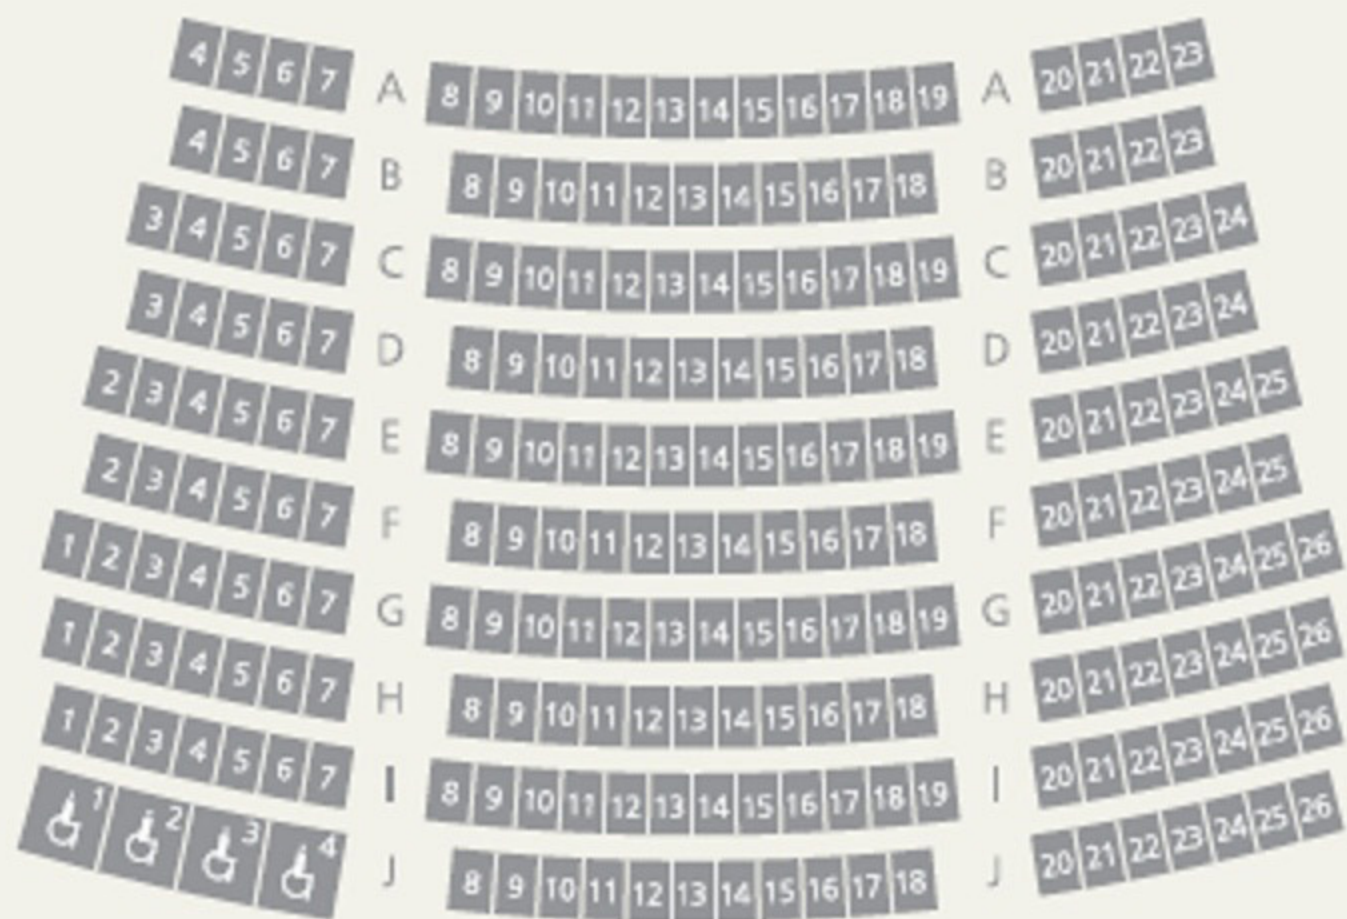 4 5 6 7 A 8 9 10 11 12 13 14 15 16 17 18 19 A 20 21 22 23
4 5 6 7 B 8 9 10 11 12 13 14 15 16 17 18 B 20 21 22 23
3 4 5 6 7 C 8 9 10 11 12 13 14 15 16 17 18 19 C 20 21 22 23 24
3 4 5 6 7 D 8 9 10 11 12 13 14 15 16 17 18 D 20 21 22 23 24
2 3 4 5 6 7 E 8 9 10 11 12 13 14 15 16 17 18 19 E 20 21 22 23 24 25
2 3 4 5 6 7 F 8 9 10 11 12 13 14 15 16 17 18 F 20 21 22 23 24 25
1 2 3 4 5 6 7 G 8 9 10 11 12 13 14 15 16 17 18 19 G 20 21 22 23 24 25 26
1 2 3 4 5 6 7 H 8 9 10 11 12 13 14 15 16 17 18 H 20 21 22 23 24 25 26
1 2 3 4 5 6 7 I 8 9 10 11 12 13 14 15 16 17 18 19 I 20 21 22 23 24 25 26
1 2 3 4 J 8 9 10 11 12 13 14 15 16 17 18 J 20 21 22 23 24 25 26